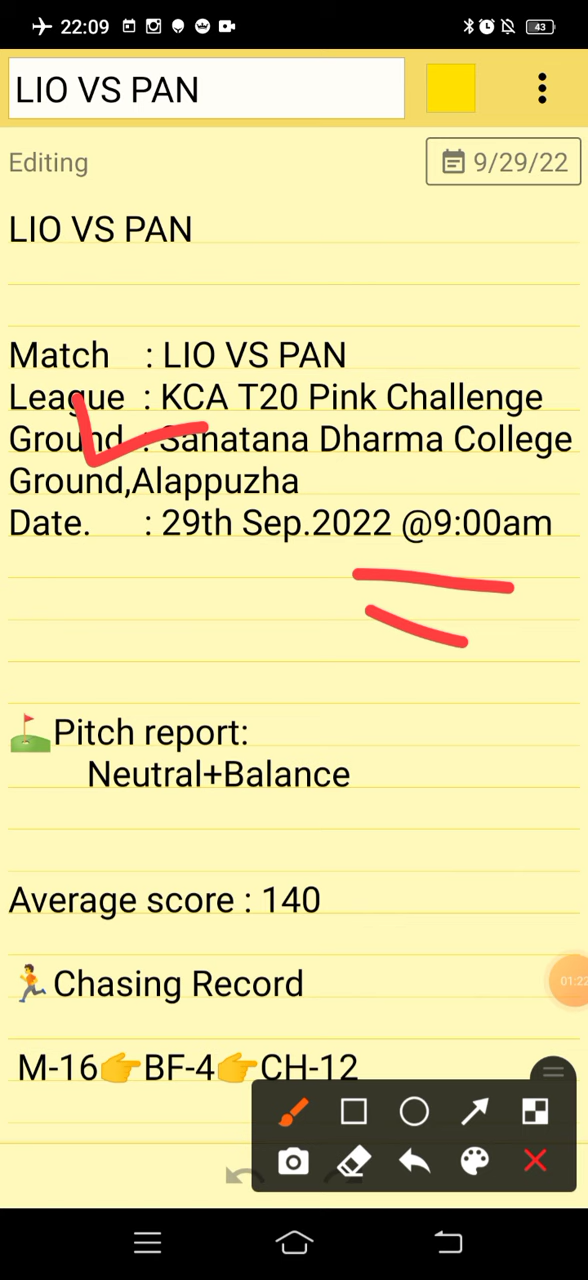 22:09
43
LIO VS PAN
Editing
9/29/22
LIO VS PAN
Match : LIO VS PAN
League : KCA T20 Pink Challenge
Ground : Sanatana Dharma College
Ground,Alappuzha
Date. : 29th Sep.2022 @9:00am
Pitch report:
Neutral+Balance
Average score : 140
Chasing Record
01:22
M-16👉BF-4👉CH-12